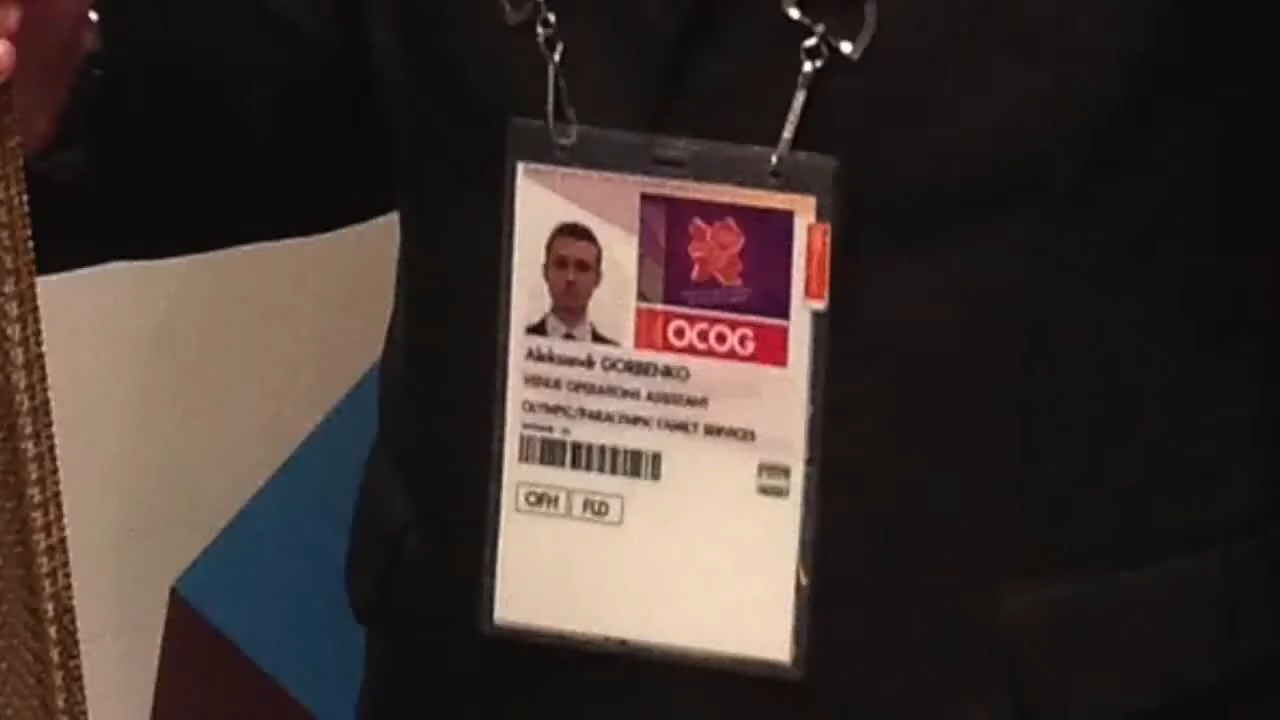 OCOG
Aleksandr GORBENKO
VENUE OPERATIONS ASSISTANT
OLYMPIC/PARALYMPIC FAMILY SERVICES
OFH FLD